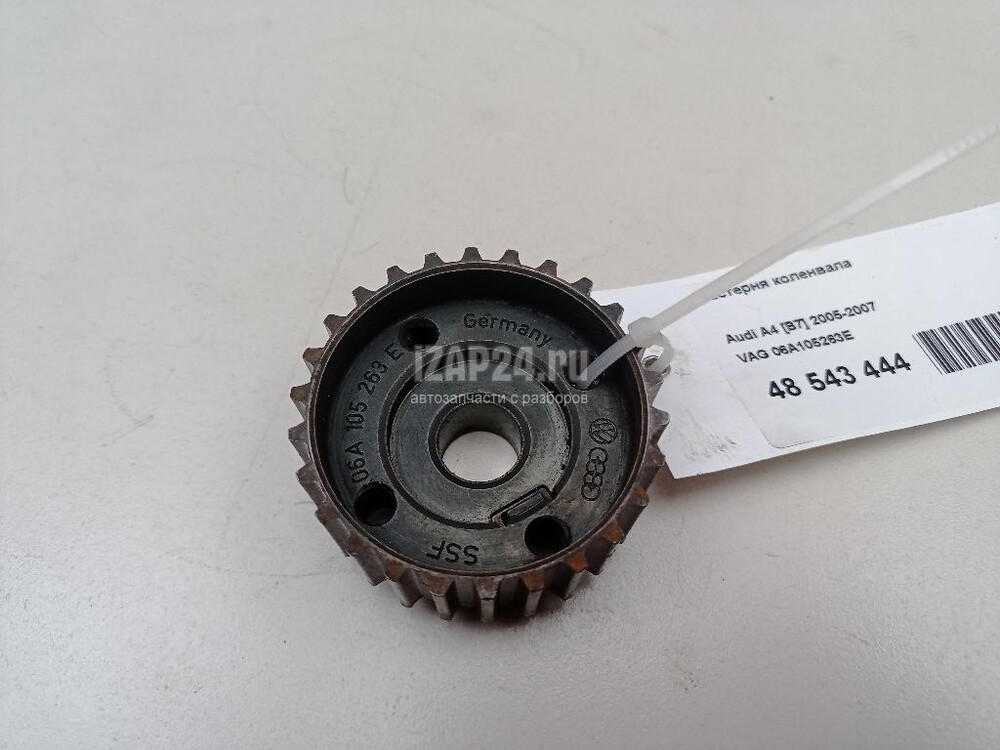 Germany
06A 105 263 E
SSF
IZAP24.ru
автозапчасти с разборов
коленвала
Audi A4 [B7] 2005-2007
VAG 06A105263E
48 543 444